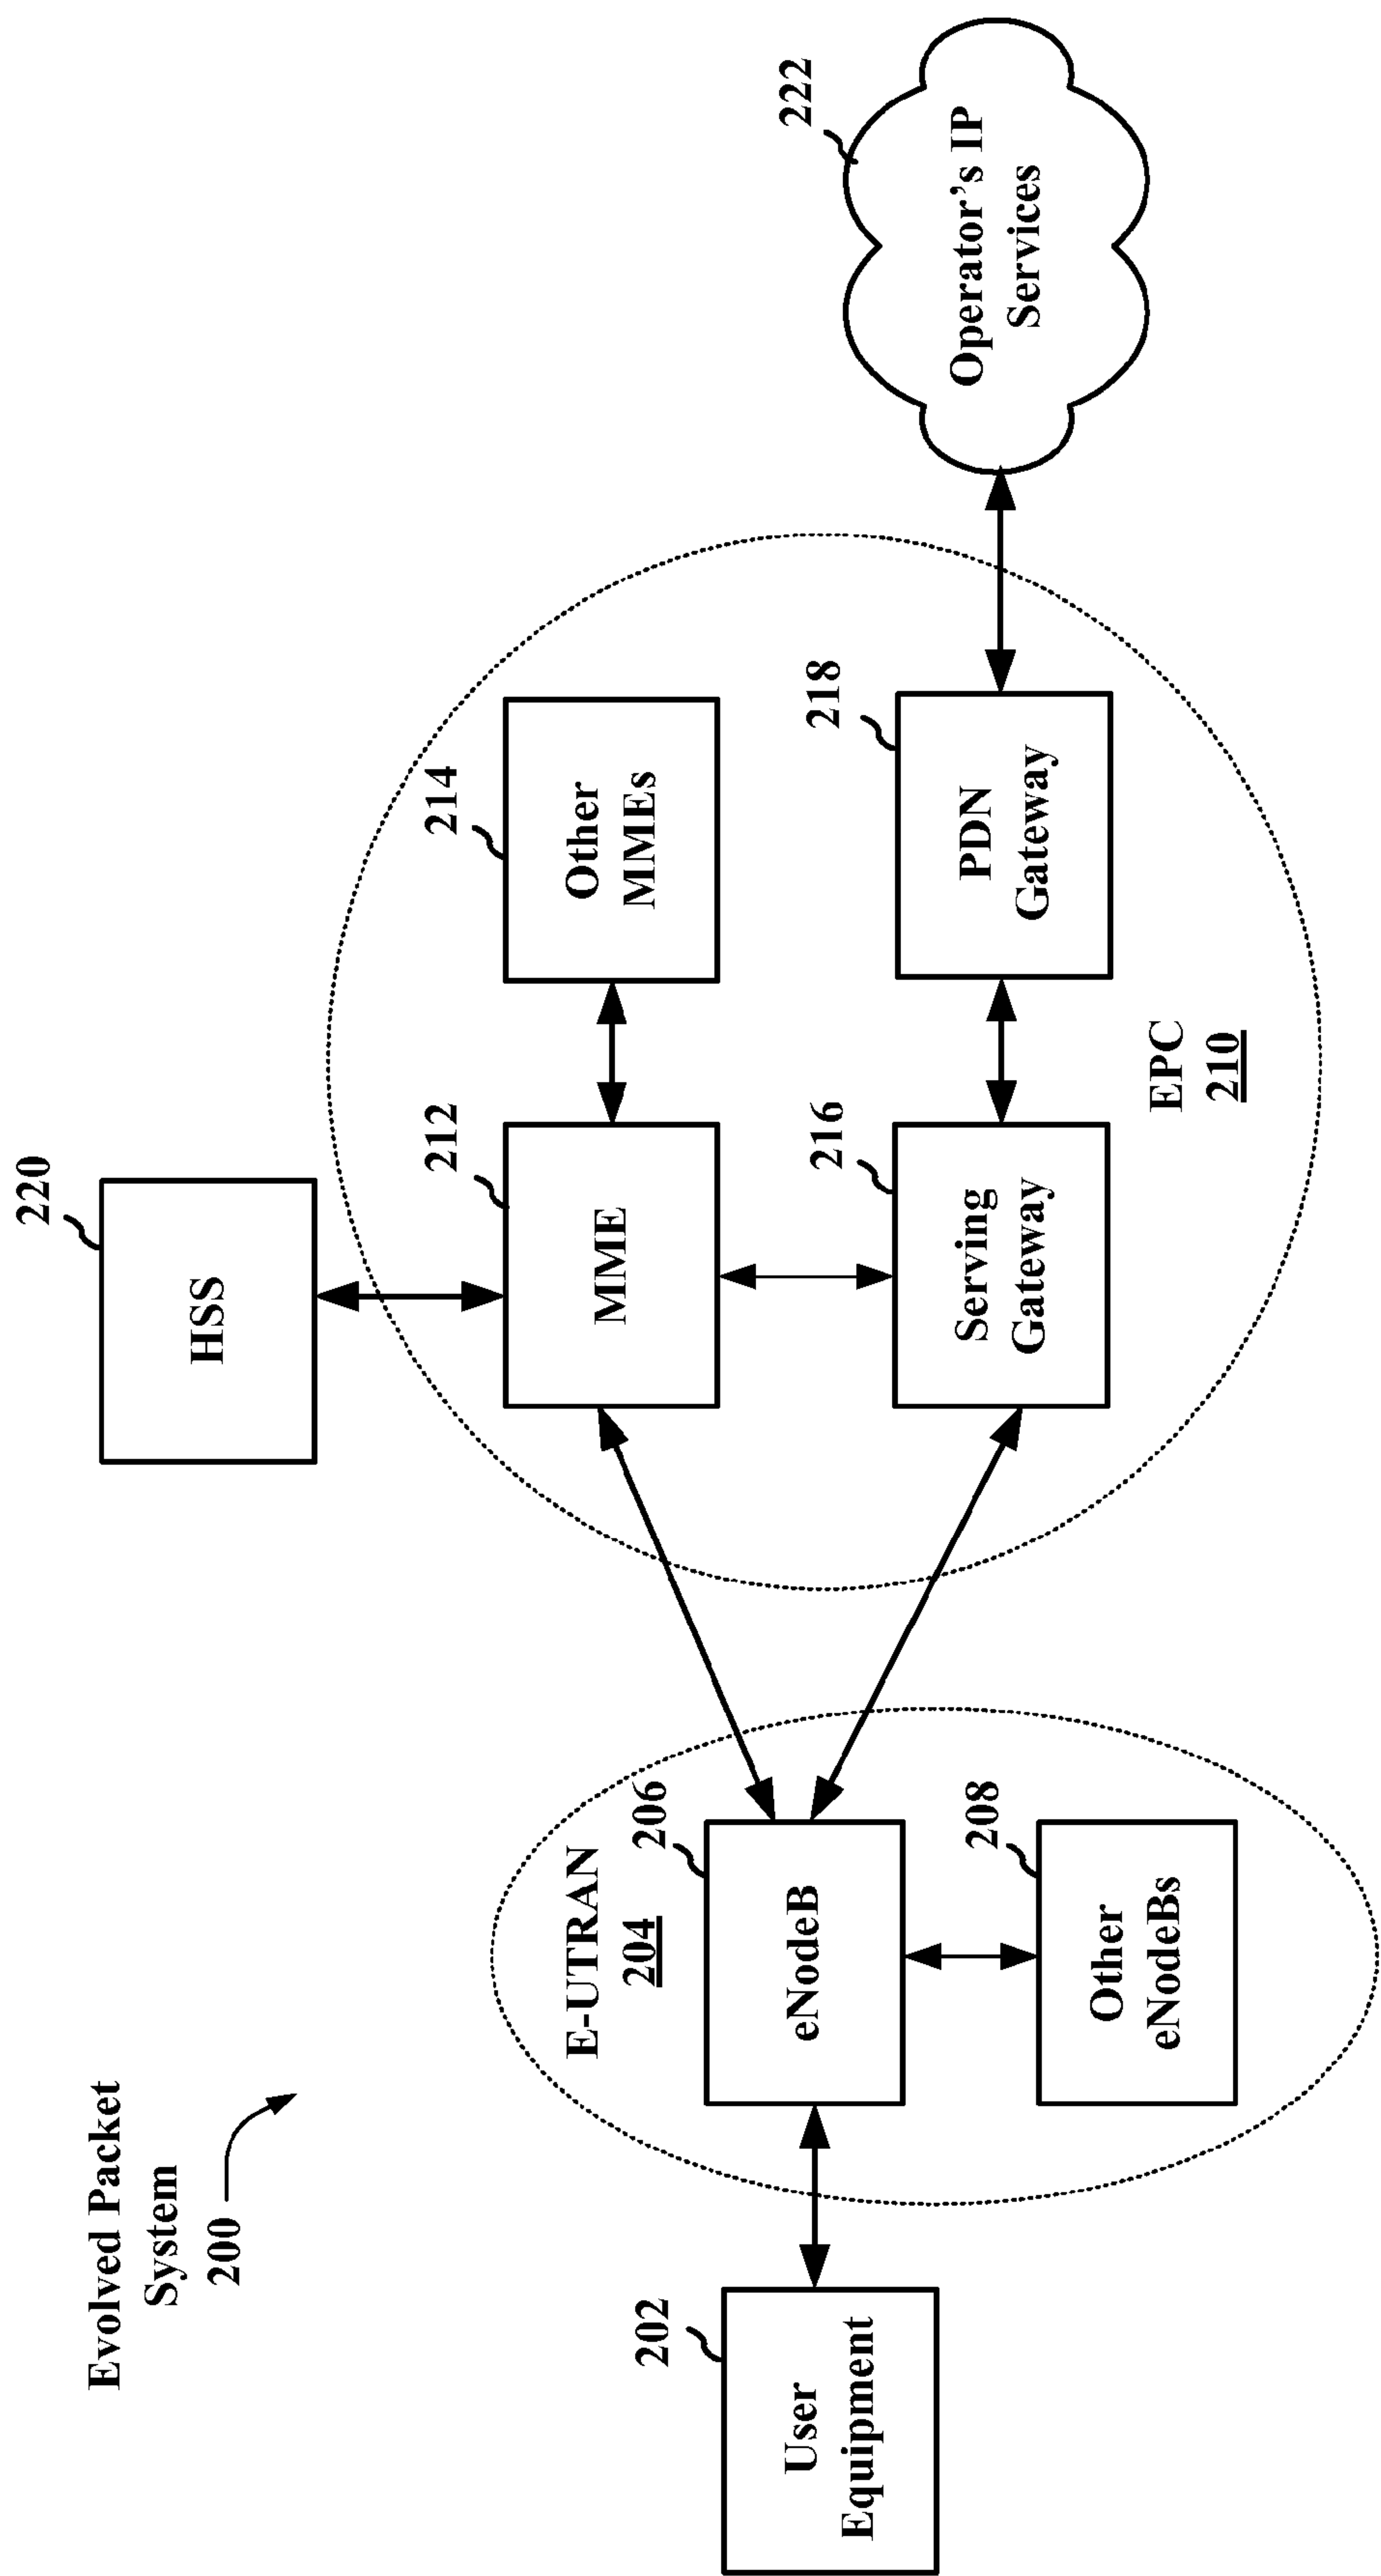 Evolved Packet
System
200
220
HSS
202
User
Equipment
E-UTRAN
204
206
eNodeB
208
Other
eNodeBs
212
MME
214
Other
MMEs
216
Serving
Gateway
218
PDN
Gateway
EPC
210
222
Operator's IP
Services